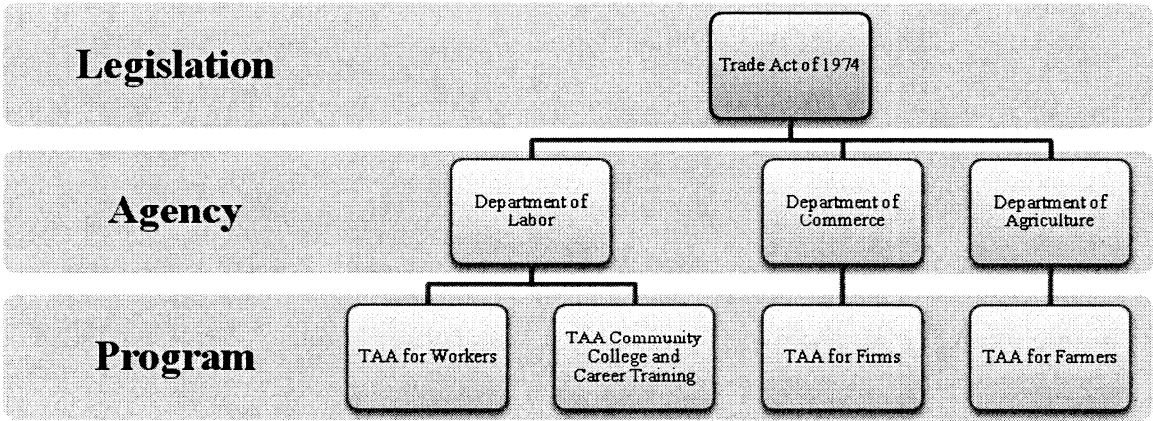 Legislation
Trade Act of 1974
Agency
Department of
Labor
Department of
Commerce
Department of
Agriculture
Program
TAA for Workers
TAA Community
College and
Career Training
TAA for Firms
TAA for Farmers